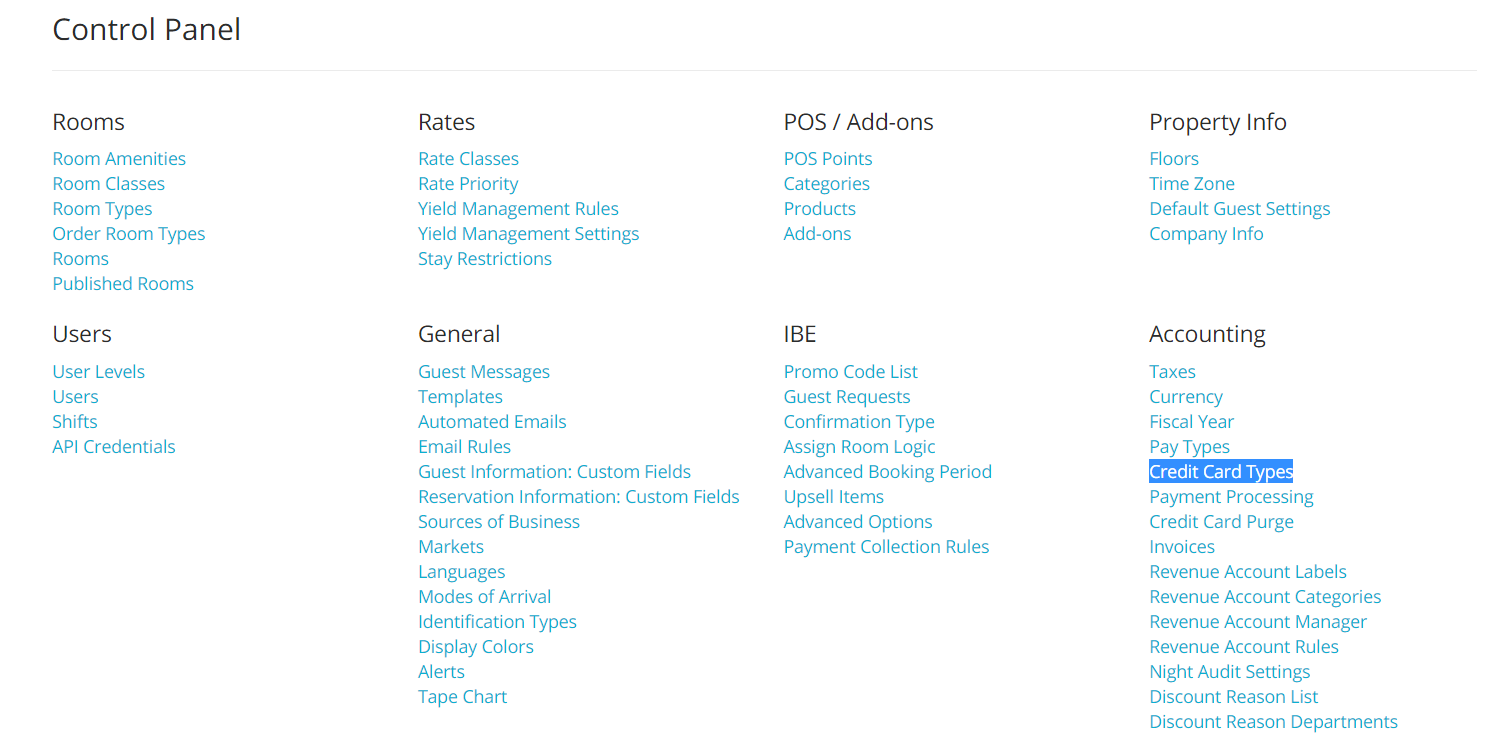 Control Panel
Rooms
Room Amenities
Room Classes
Room Types
Order Room Types
Rooms
Published Rooms
Rates
Rate Classes
Rate Priority
Yield Management Rules
Yield Management Settings
Stay Restrictions
POS / Add-ons
POS Points
Categories
Products
Add-ons
Property Info
Floors
Time Zone
Default Guest Settings
Company Info
Users
User Levels
Users
Shifts
API Credentials
General
Guest Messages
Templates
Automated Emails
Email Rules
Guest Information: Custom Fields
Reservation Information: Custom Fields
Sources of Business
Markets
Languages
Modes of Arrival
Identification Types
Display Colors
Alerts
Tape Chart
IBE
Promo Code List
Guest Requests
Confirmation Type
Assign Room Logic
Advanced Booking Period
Upsell Items
Advanced Options
Payment Collection Rules
Accounting
Taxes
Currency
Fiscal Year
Pay Types
Credit Card Types
Payment Processing
Credit Card Purge
Invoices
Revenue Account Labels
Revenue Account Categories
Revenue Account Manager
Revenue Account Rules
Night Audit Settings
Discount Reason List
Discount Reason Departments